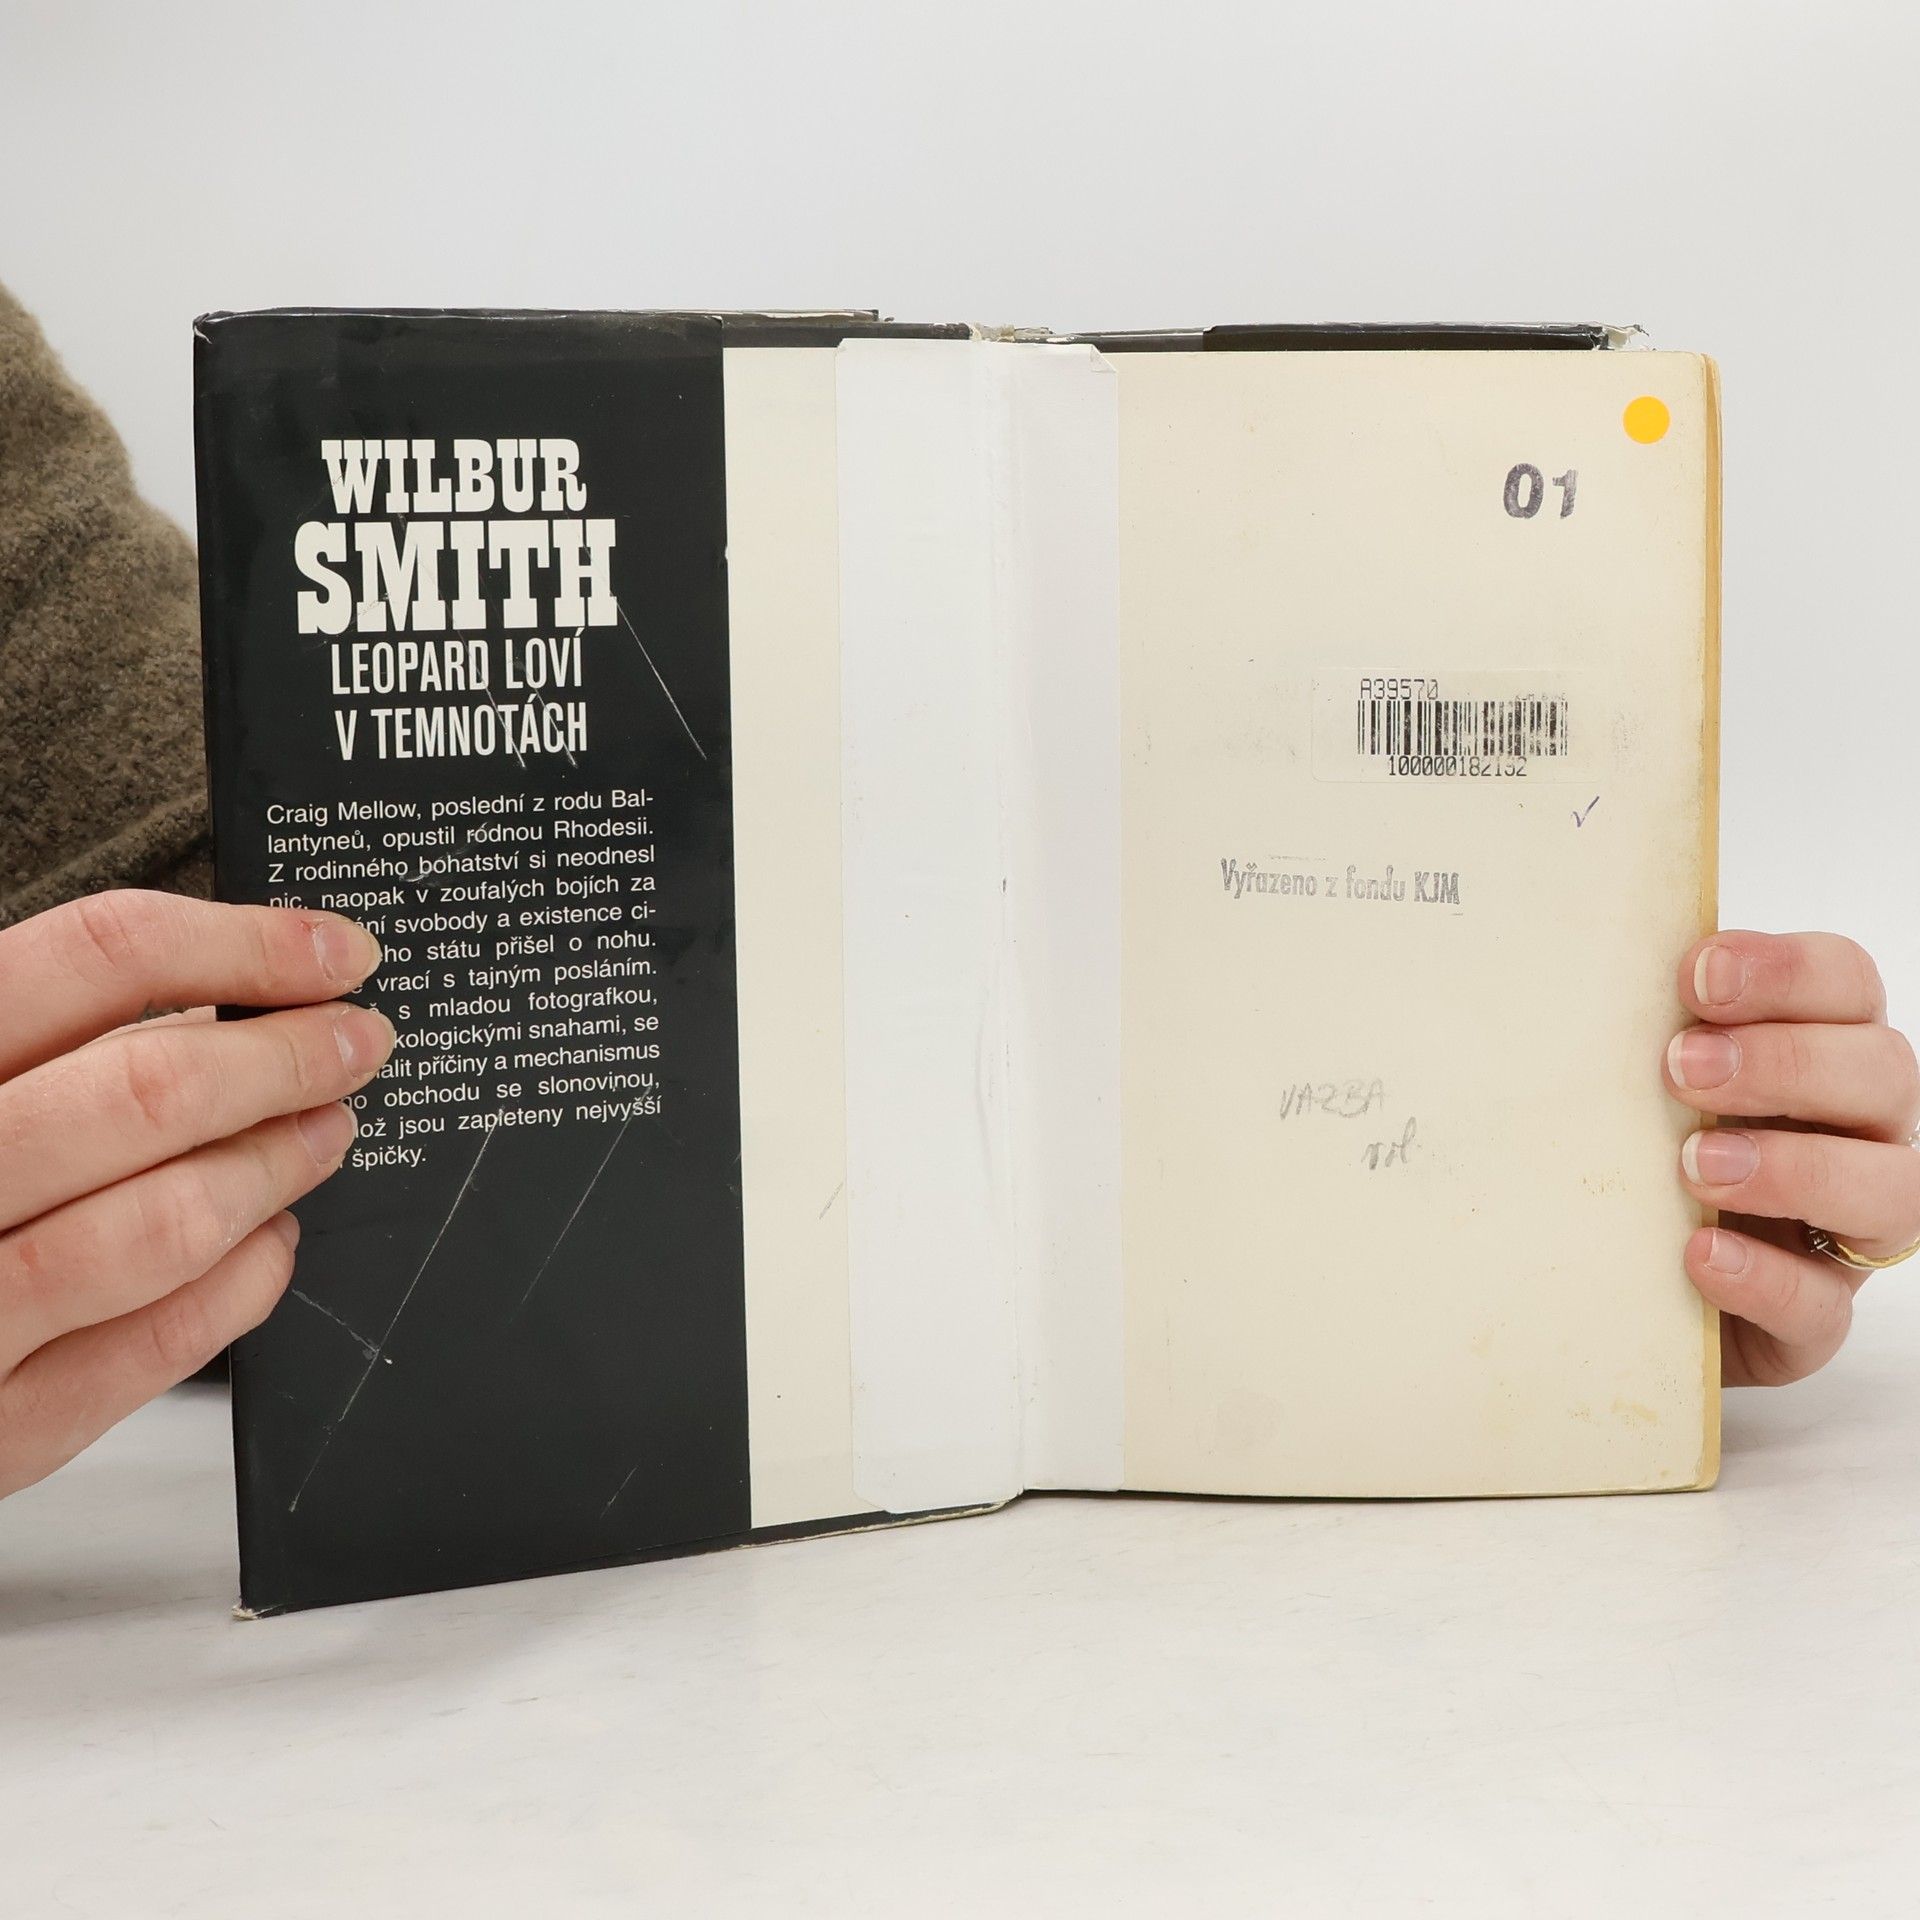 WILBUR
SMITH
LEOPARD LOVÍ
V TEMNOTÁCH
Craig Mellow, poslední z rodu Bal-
lantyneů, opustil rodnou Rhodesii.
Z rodinného bohatství si neodnesl
nic, naopak v zoufalých bojích za
svobody a existence ci-
státu přišel o nohu.
vrací s tajným posláním.
s mladou fotografkou,
snahami, se
příčiny a mechanismus
obchodu se slonovinou,
jsou zapleteny nejvyšší
špičky.
01
A39570
100000182132
Vyřazeno z fondu KJM
VAZBA